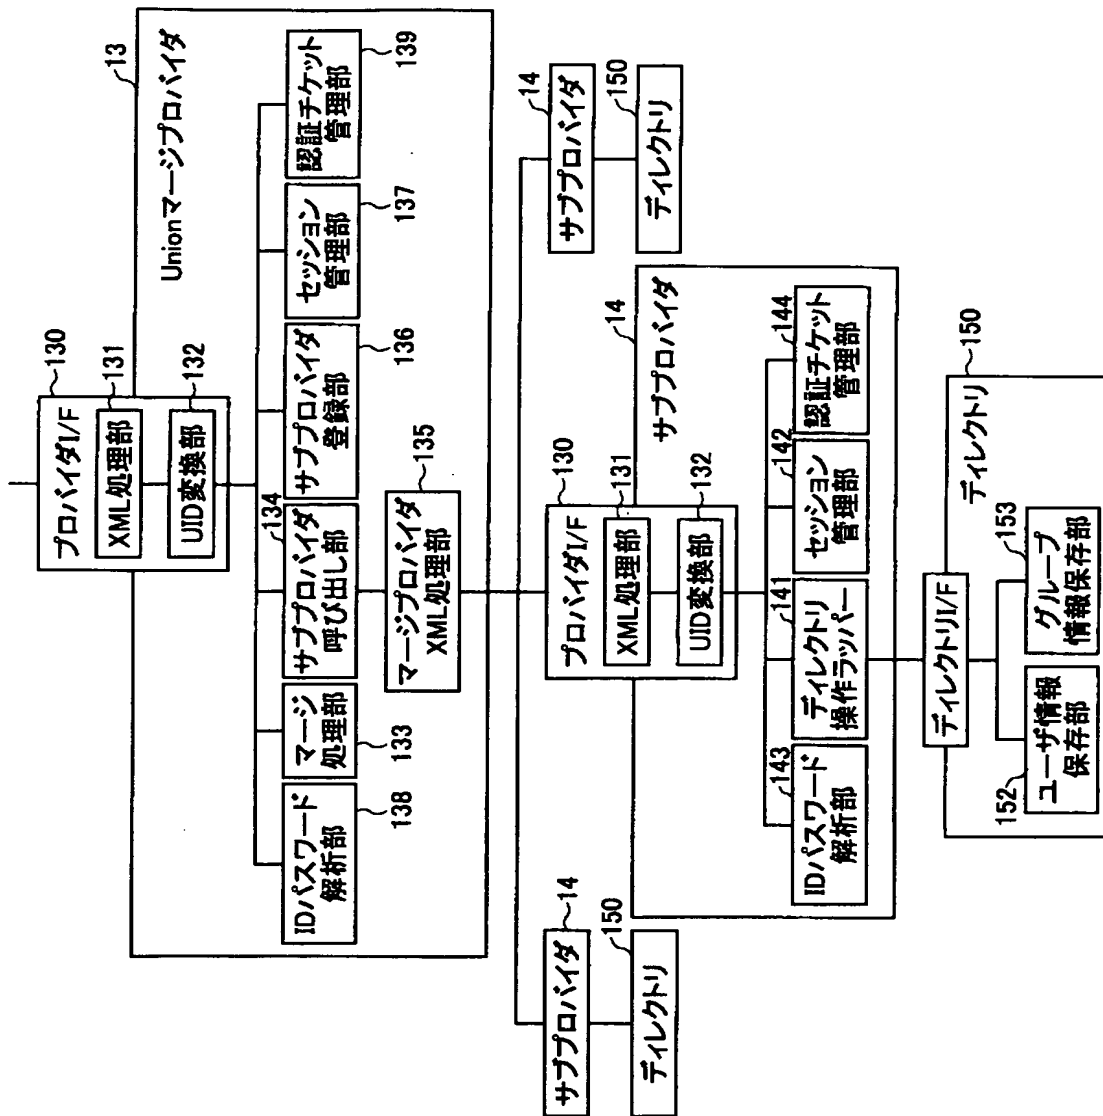 プロバイダI/F
130
XML処理部
131
UID変換部
132
13
Unionマージプロバイダ
IDパスワード
解析部
138
マージ
処理部
133
サブプロバイダ
呼び出し部
134
サブプロバイダ
登録部
136
セッション
管理部
137
認証チケット
管理部
139
マージプロバイダ
XML処理部
135
サブプロバイダ
14
ディレクトリ
150
プロバイダI/F
130
XML処理部
131
UID変換部
132
サブプロバイダ
14
IDパスワード
解析部
143
ディレクトリ
操作ラッパー
141
セッション
管理部
142
認証チケット
管理部
144
サブプロバイダ
14
ディレクトリ
150
ディレクトリI/F
ディレクトリ
150
ユーザ情報
保存部
152
グループ
情報保存部
153